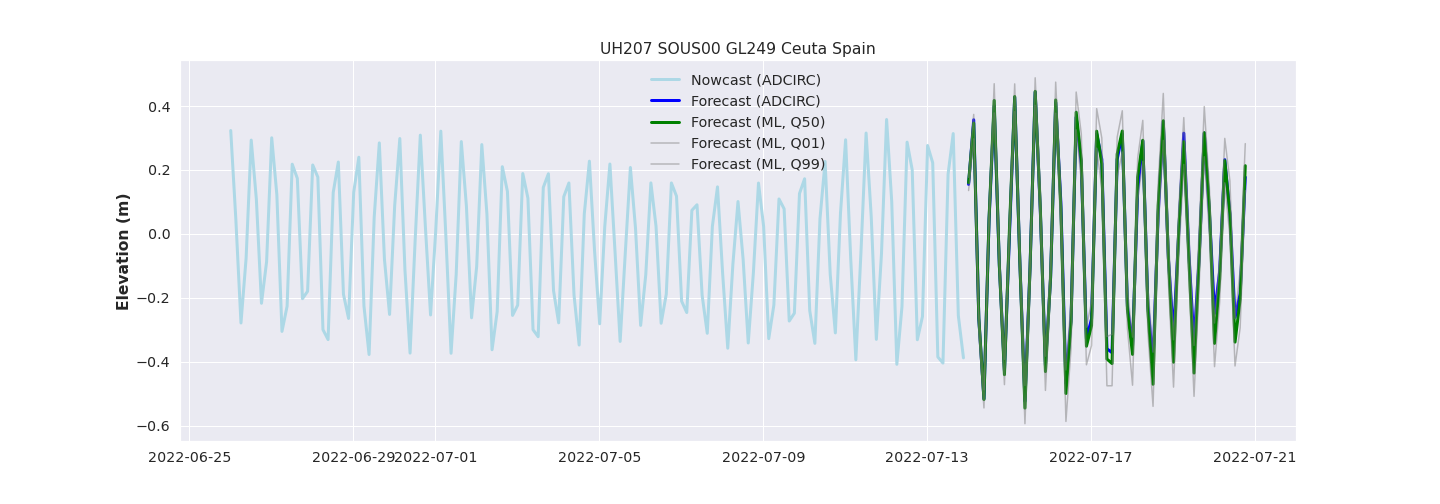 UH207 SOUS00 GL249 Ceuta Spain
Nowcast (ADCIRC)
Forecast (ADCIRC)
Forecast (ML, Q50)
Forecast (ML, Q01)
Forecast (ML, Q99)
Elevation (m)
0.4
0.2
0.0
−0.2
−0.4
−0.6
2022-06-25 2022-06-29 2022-07-01 2022-07-05 2022-07-09 2022-07-13 2022-07-17 2022-07-21